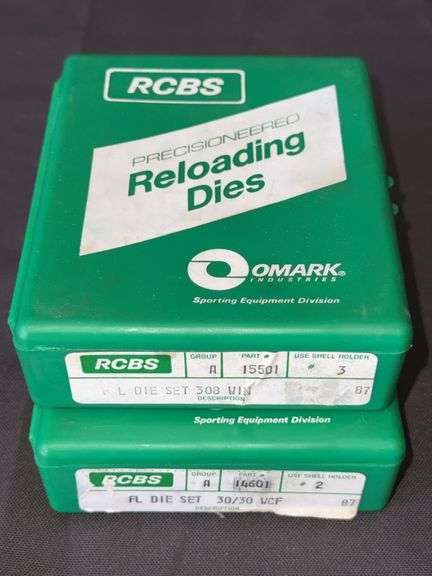 RCBS
PRECISIONEERED
Reloading
Dies
OMARK®
INDUSTRIES
Sporting Equipment Division
RCBS GROUP A PART # 15501 USE SHELL HOLDER # 3
F L DIE SET 308 WIN 87
DESCRIPTION
Sporting Equipment Division
RCBS GROUP A PART # 14601 USE SHELL HOLDER # 2
FL DIE SET 30/30 WCF 87
DESCRIPTION